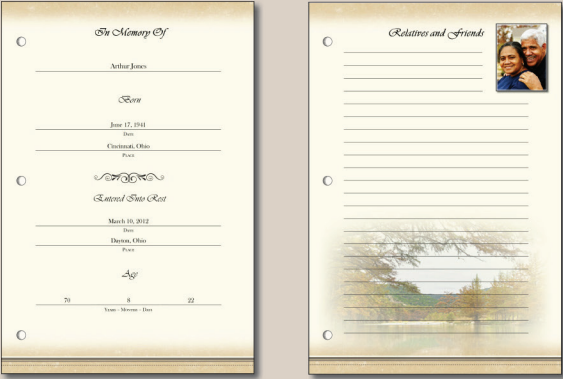 In Memory Of
Arthur Jones
Born
June 17, 1941
Date
Cincinnati, Ohio
Place
Entered Into Rest
March 10, 2012
Date
Dayton, Ohio
Place
Age
70 8 22
Years - Months - Days
Relatives and Friends